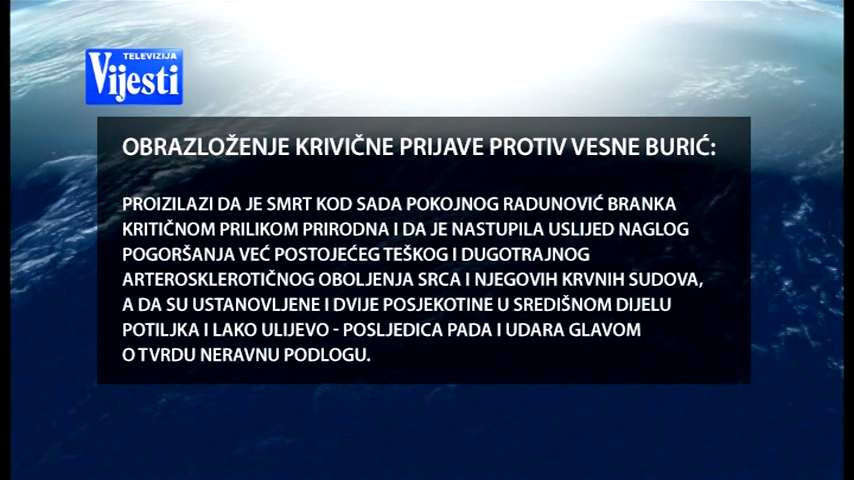 TELEVIZIJA
Vijesti
OBRAZLOŽENJE KRIVIČNE PRIJAVE PROTIV VESNE BURIĆ:
PROIZILAZI DA JE SMRT KOD SADA POKOJNOG RADUNOVIĆ BRANKA
KRITIČNOM PRILIKOM PRIRODNA I DA JE NASTUPILA USLIJED NAGLOG
POGORŠANJA VEĆ POSTOJEĆEG TEŠKOG I DUGOTRAJNOG
ARTEROSKLEROTIČNOG OBOLJENJA SRCA I NJEGOVIH KRVNIH SUDOVA,
A DA SU USTANOVLJENE I DVIJE POSJEKOTINE U SREDIŠNOM DIJELU
POTILJKA I LAKO ULIJEVO - POSLJEDICA PADA I UDARA GLAVOM
O TVRDU NERAVNU PODLOGU.